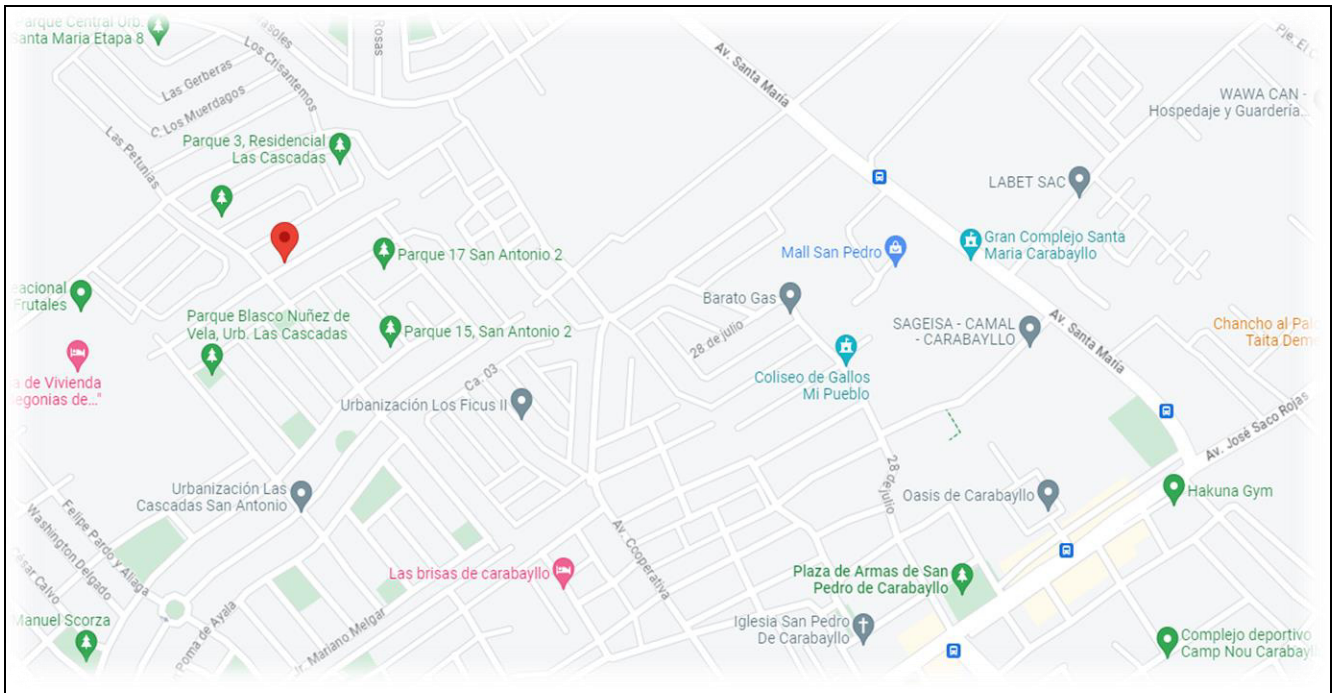 Parque Central Urb.
Santa Maria Etapa 8
Los Crisantemos
Rosas
Las Gerberas
C. Los Muerdagos
Las Petunias
Parque 3, Residencial
Las Cascadas
Parque 17 San Antonio 2
Parque Blasco Nuñez de
Vela, Urb. Las Cascadas
Parque 15, San Antonio 2
Frutales
a de Vivienda
egonias de..."
Ca. 03
Urbanización Los Ficus II
Urbanización Las
Cascadas San Antonio
Felipe Pardo y Aliaga
Washington Delgado
César Calvo
Manuel Scorza
Poma de Ayala
Jr. Mariano Melgar
Las brisas de carabayllo
Av. Cooperativa
Av. Santa María
WAWA CAN -
Hospedaje y Guardería...
LABET SAC
Mall San Pedro
Gran Complejo Santa
Maria Carabayllo
Barato Gas
28 de julio
SAGEISA - CAMAL
- CARABAYLLO
Av. Santa María
Coliseo de Gallos
Mi Pueblo
28 de julio
Av. José Saco Rojas
Oasis de Carabayllo
Hakuna Gym
Plaza de Armas de San
Pedro de Carabayllo
Iglesia San Pedro
De Carabayllo
Complejo deportivo
Camp Nou Carabayll